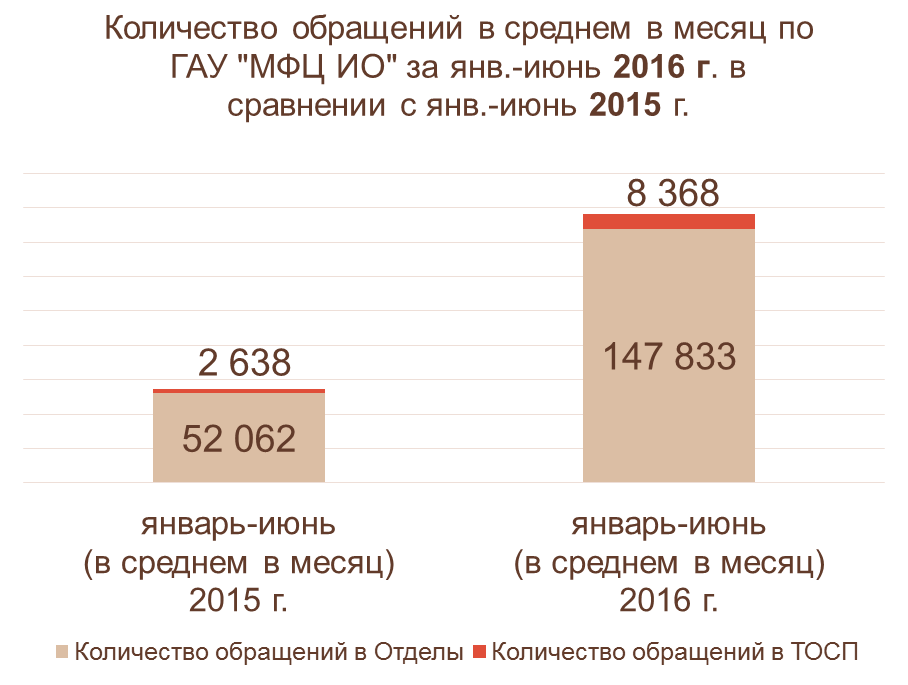 Количество обращений в среднем в месяц по
ГАУ "МФЦ ИО" за янв.-июнь 2016 г. в
сравнении с янв.-июнь 2015 г.
8 368
147 833
2 638
52 062
январь-июнь
(в среднем в месяц)
2015 г.
январь-июнь
(в среднем в месяц)
2016 г.
Количество обращений в Отделы
Количество обращений в ТОСП